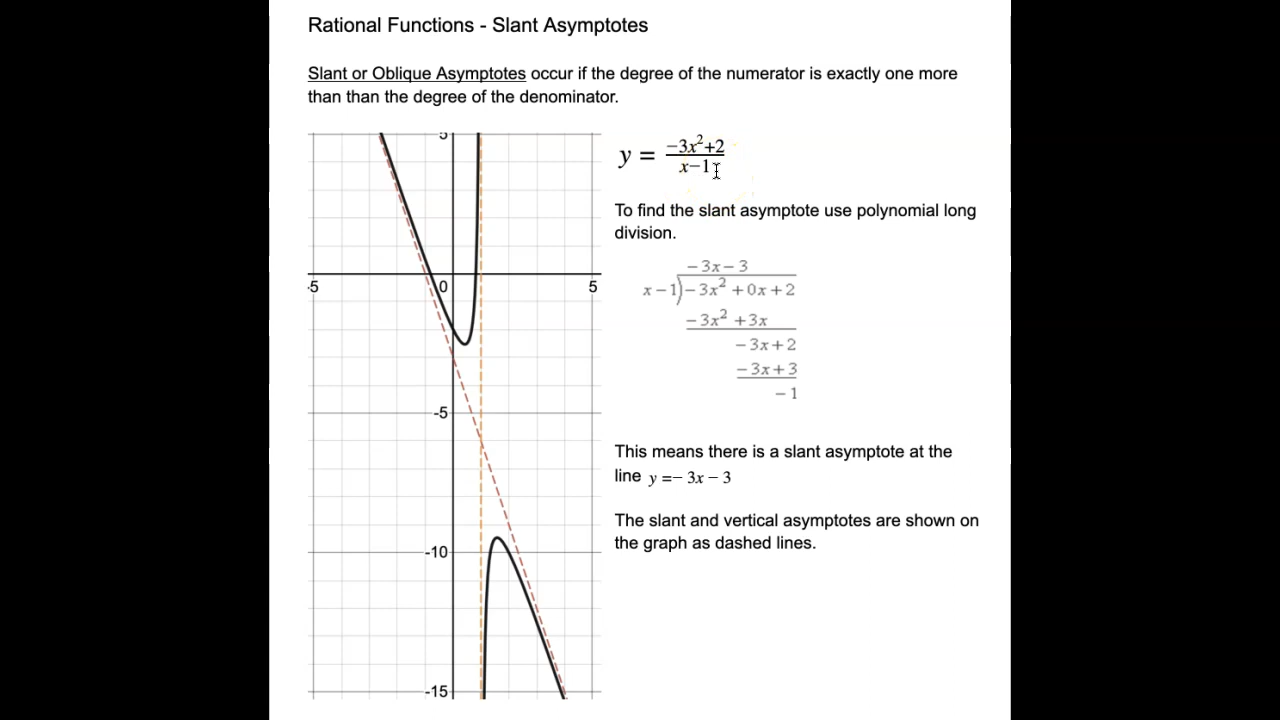 Rational Functions - Slant Asymptotes
Slant or Oblique Asymptotes occur if the degree of the numerator is exactly one more
than than the degree of the denominator.
5
-5
0
5
-5
-10
-15
y = −3x²+2
x−1
To find the slant asymptote use polynomial long
division.
−3x−3
x−1)−3x²+0x+2
−3x²+3x
−3x+2
−3x+3
−1
This means there is a slant asymptote at the
line y =− 3x − 3
The slant and vertical asymptotes are shown on
the graph as dashed lines.